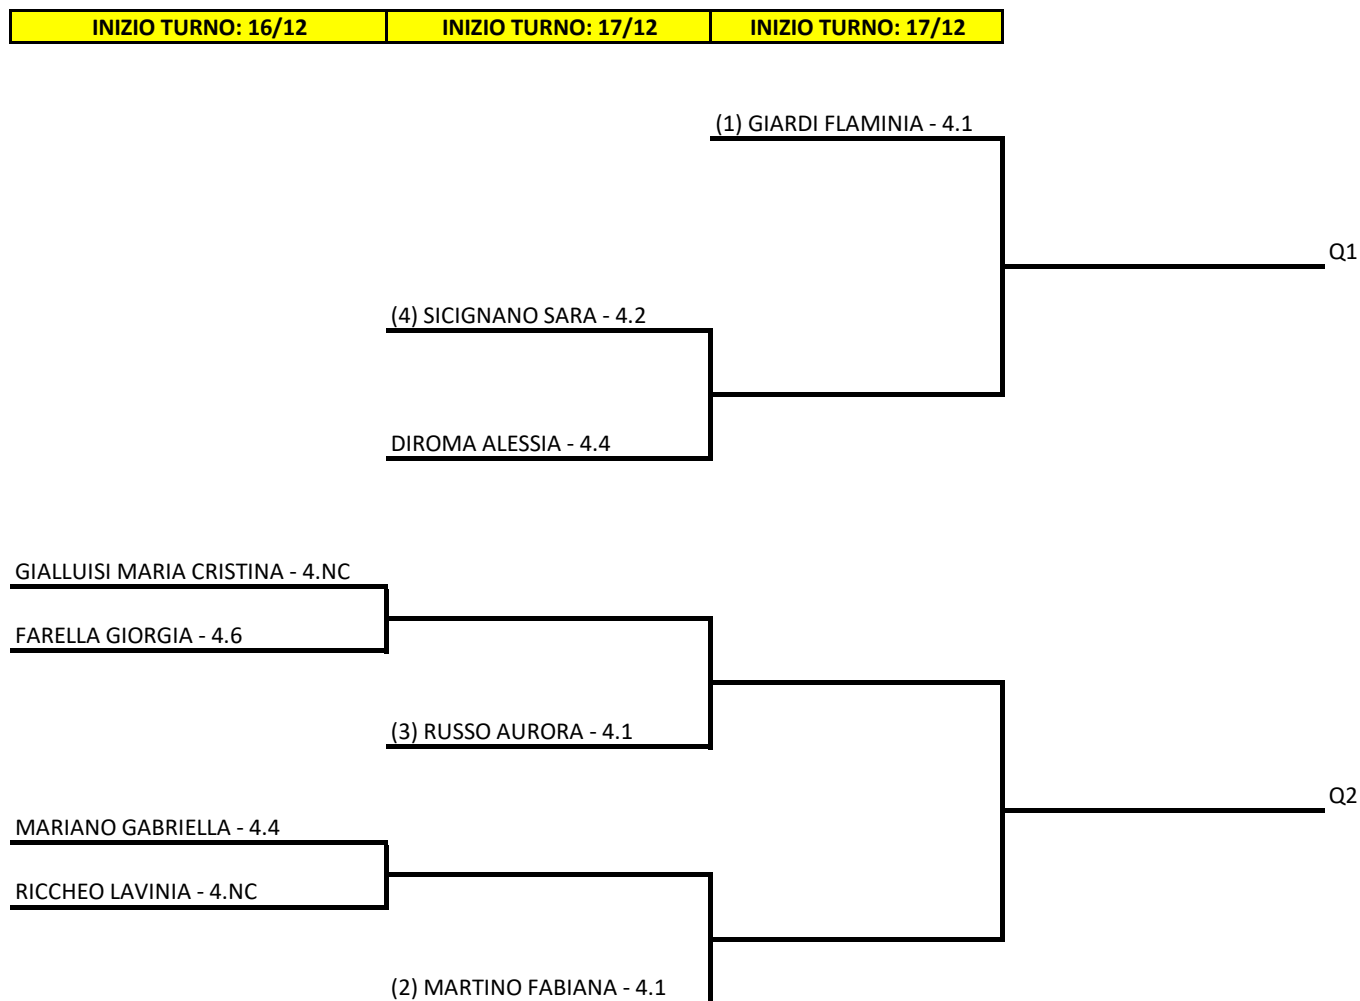 INIZIO TURNO: 16/12 INIZIO TURNO: 17/12 INIZIO TURNO: 17/12
(1) GIARDI FLAMINIA - 4.1
Q1
(4) SICIGNANO SARA - 4.2
DIROMA ALESSIA - 4.4
GIALLUISI MARIA CRISTINA - 4.NC
FARELLA GIORGIA - 4.6
(3) RUSSO AURORA - 4.1
Q2
MARIANO GABRIELLA - 4.4
RICCHEO LAVINIA - 4.NC
(2) MARTINO FABIANA - 4.1